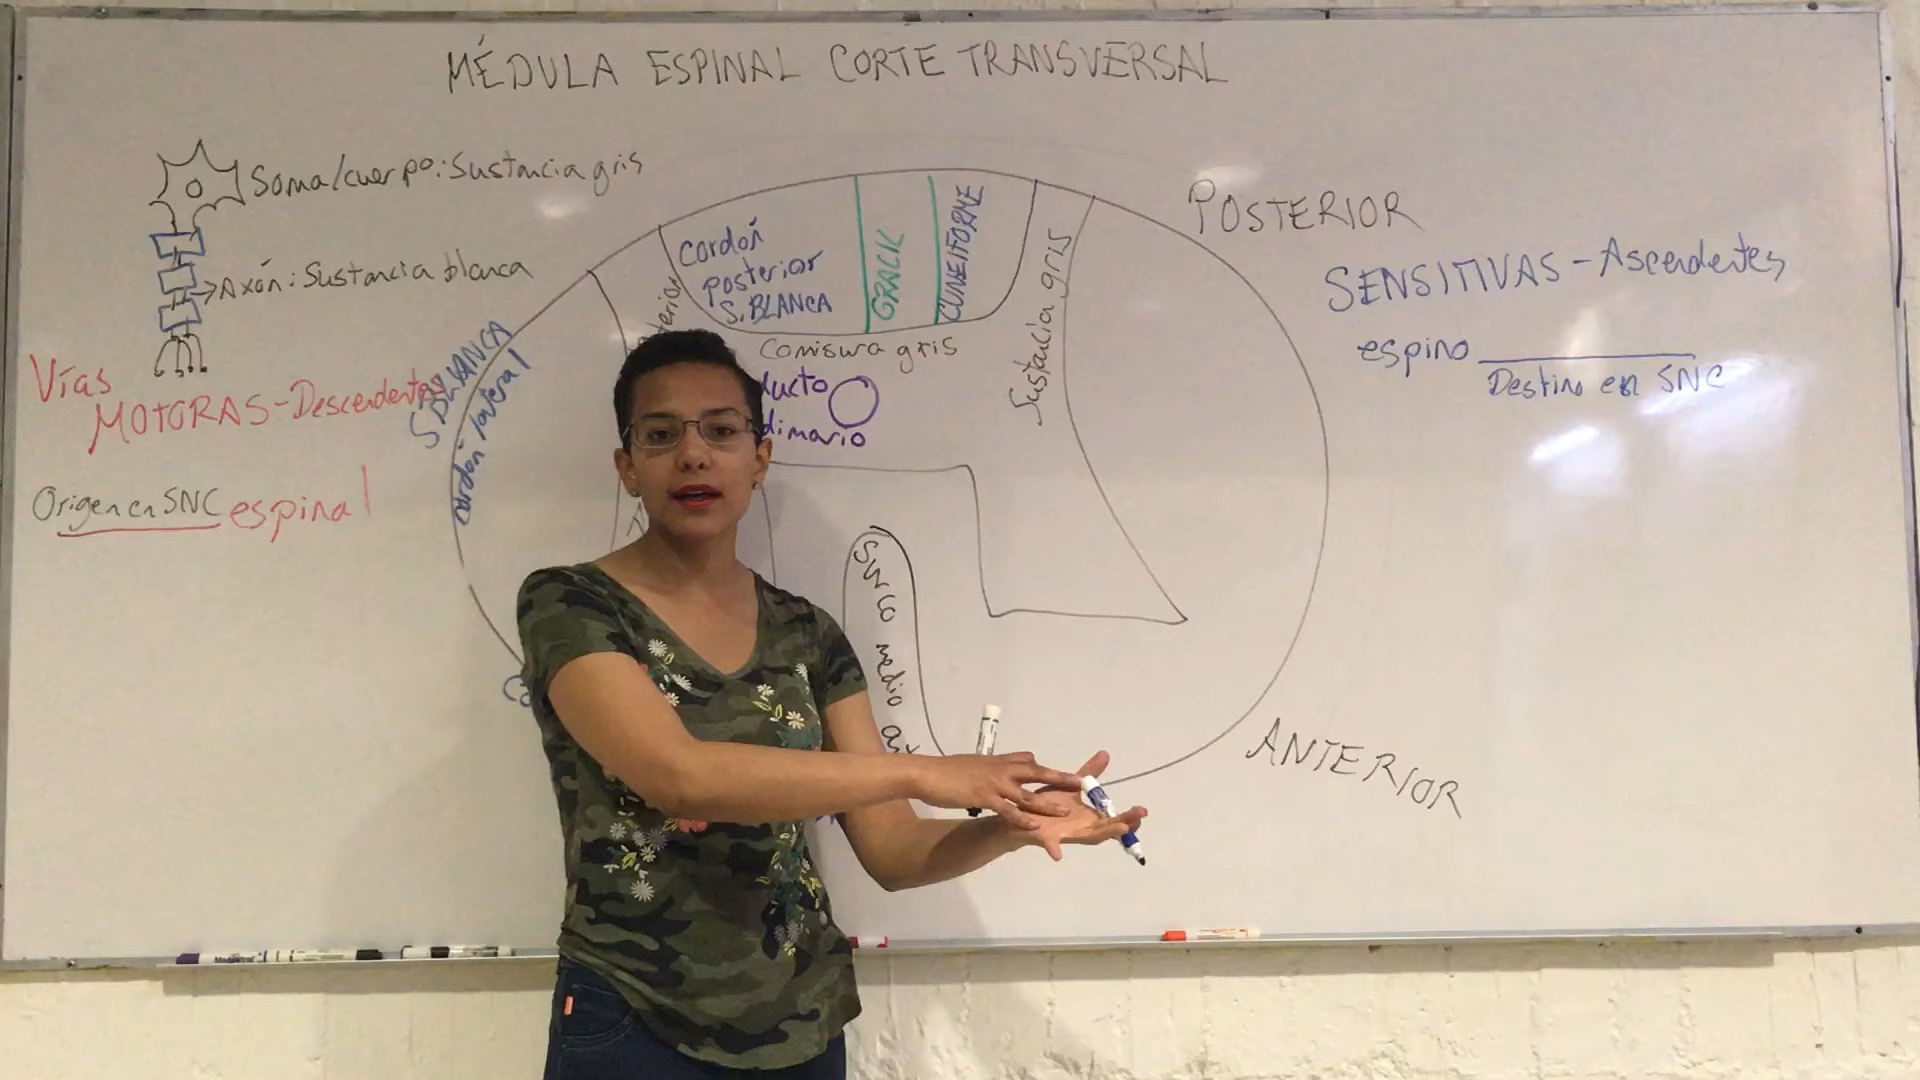 MÉDULA ESPINAL CORTE TRANSVERSAL
Soma/cuerpo: Sustancia gris
Axón: Sustancia blanca
Vías
MOTORAS - Descendentes
Origen en SNC espinal
S. BLANCA
cordón lateral
Cordón
posterior
S. BLANCA
GRACIL
CUNEIFORME
Comisura gris
Sustancia gris
ducto
dimario
Surco medio
POSTERIOR
SENSITIVAS - Ascendentes
espino
Destino en SNC
ANTERIOR